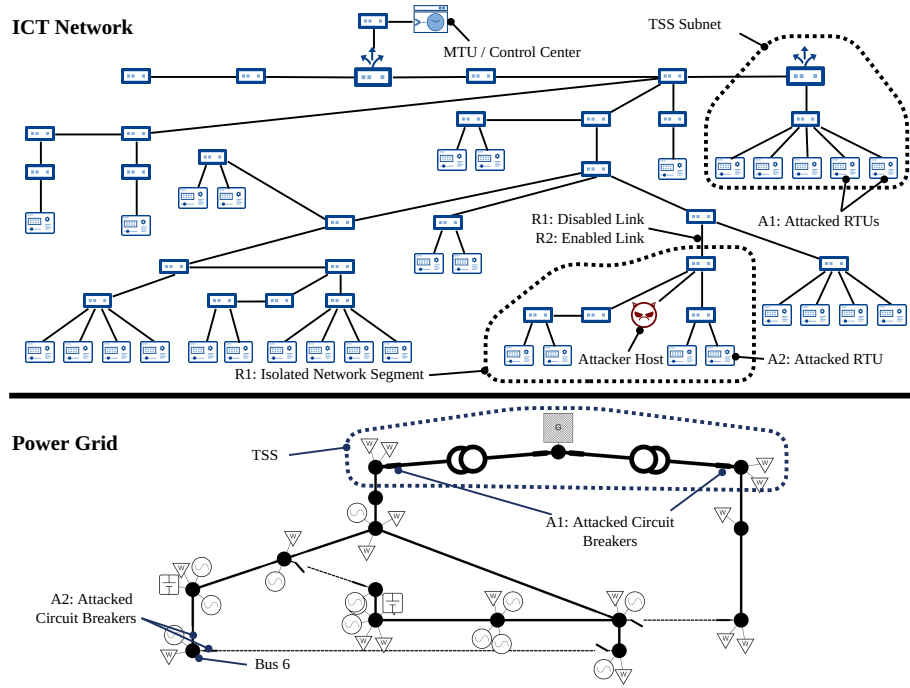 ICT Network
MTU / Control Center
TSS Subnet
A1: Attacked RTUs
R1: Disabled Link
R2: Enabled Link
Attacker Host
A2: Attacked RTU
R1: Isolated Network Segment
Power Grid
G
TSS
W
W
W
W
A1: Attacked Circuit
Breakers
W
W
W
W
W
A2: Attacked
Circuit Breakers
W
W
W
W
W
W
W
W
Bus 6
W